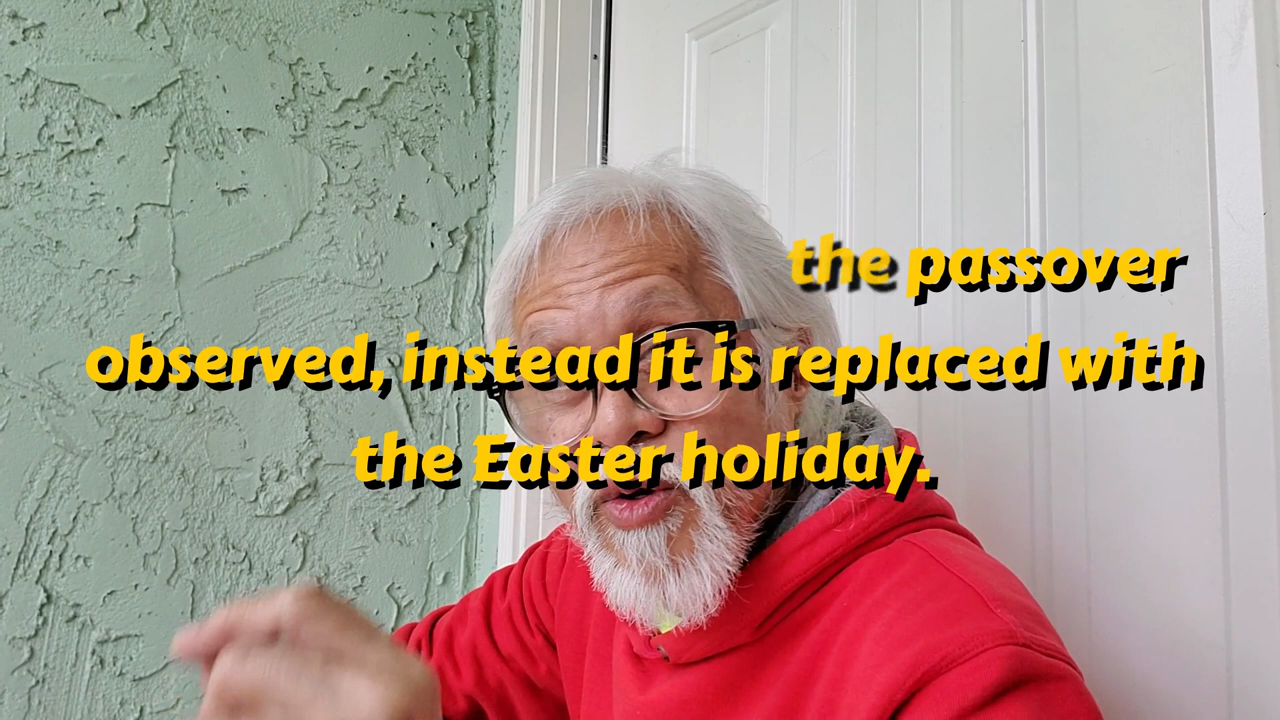 the passover
observed, instead it is replaced with
the Easter holiday.